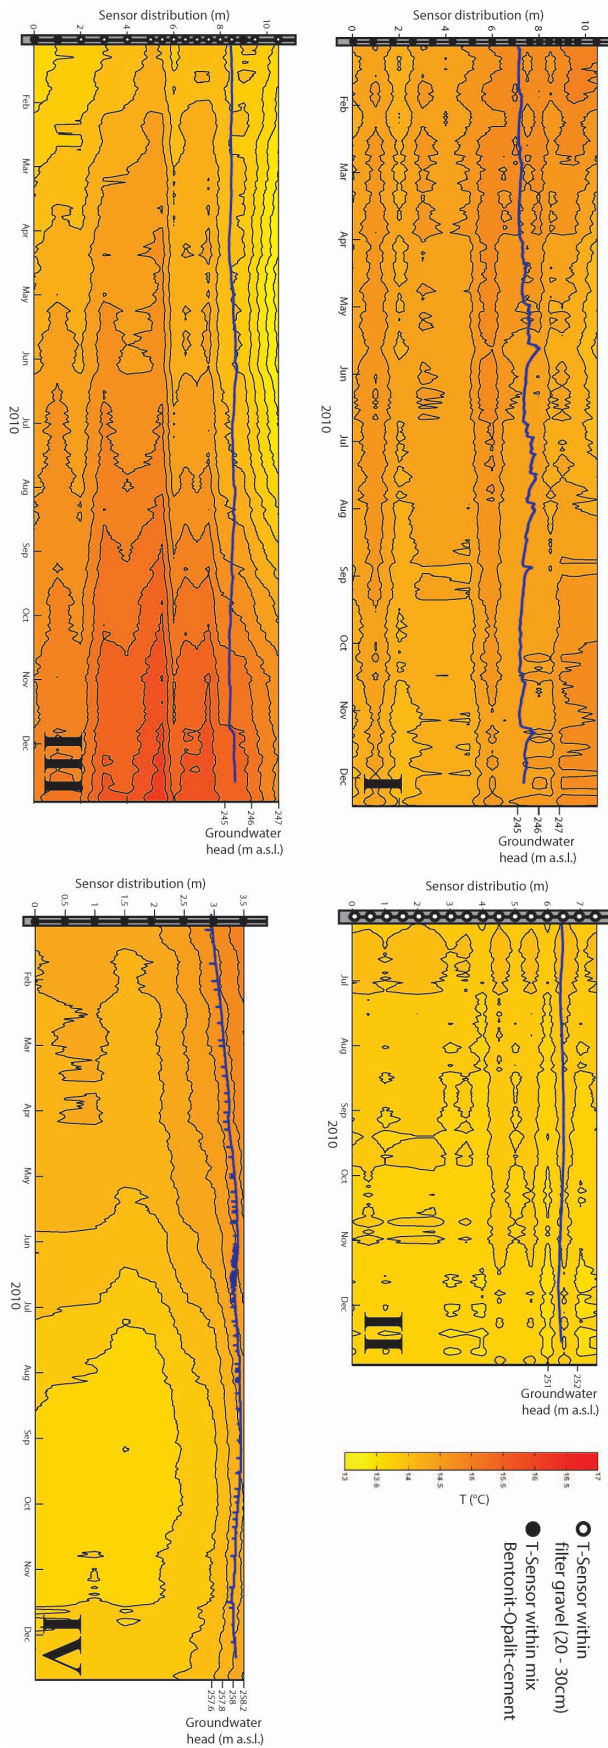 Sensor distribution (m)
0 2 4 6 8 10
Feb Mar Apr May Jun Jul Aug Sep Oct Nov Dec
2010
I
245 246 247
Groundwater
head (m a.s.l.)
Sensor distribution (m)
0 2 4 6 8 10
Feb Mar Apr May Jun Jul Aug Sep Oct Nov Dec
2010
III
245 246 247
Groundwater
head (m a.s.l.)
Sensor distributio (m)
0 1 2 3 4 5 6 7
Jul Aug Sep Oct Nov Dec
2010
II
251 252
Groundwater
head (m a.s.l.)
13 13.5 14 14.5 15 15.5 16 16.5 17
T (°C)
T-Sensor within
filter gravel (20 - 30cm)
T-Sensor within mix
Bentonit-Opalit-cement
Sensor distribution (m)
0 0.5 1 1.5 2 2.5 3 3.5
Feb Mar Apr May Jun Jul Aug Sep Oct Nov Dec
2010
IV
257.6 257.8 258 258.2
Groundwater
head (m a.s.l.)